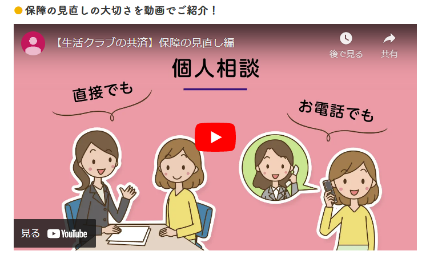 ●保障の見直しの大切さを動画でご紹介！
【生活クラブの共済】保障の見直し編
後で見る
共有
個人相談
直接でも
お電話でも
見る YouTube